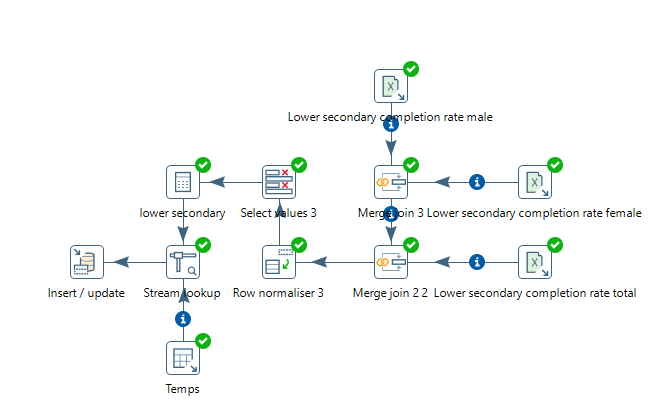 Lower secondary completion rate male
lower secondary
Select values 3
Merge join 3
Lower secondary completion rate female
Insert / update
Stream lookup
Row normaliser 3
Merge join 2 2
Lower secondary completion rate total
Temps